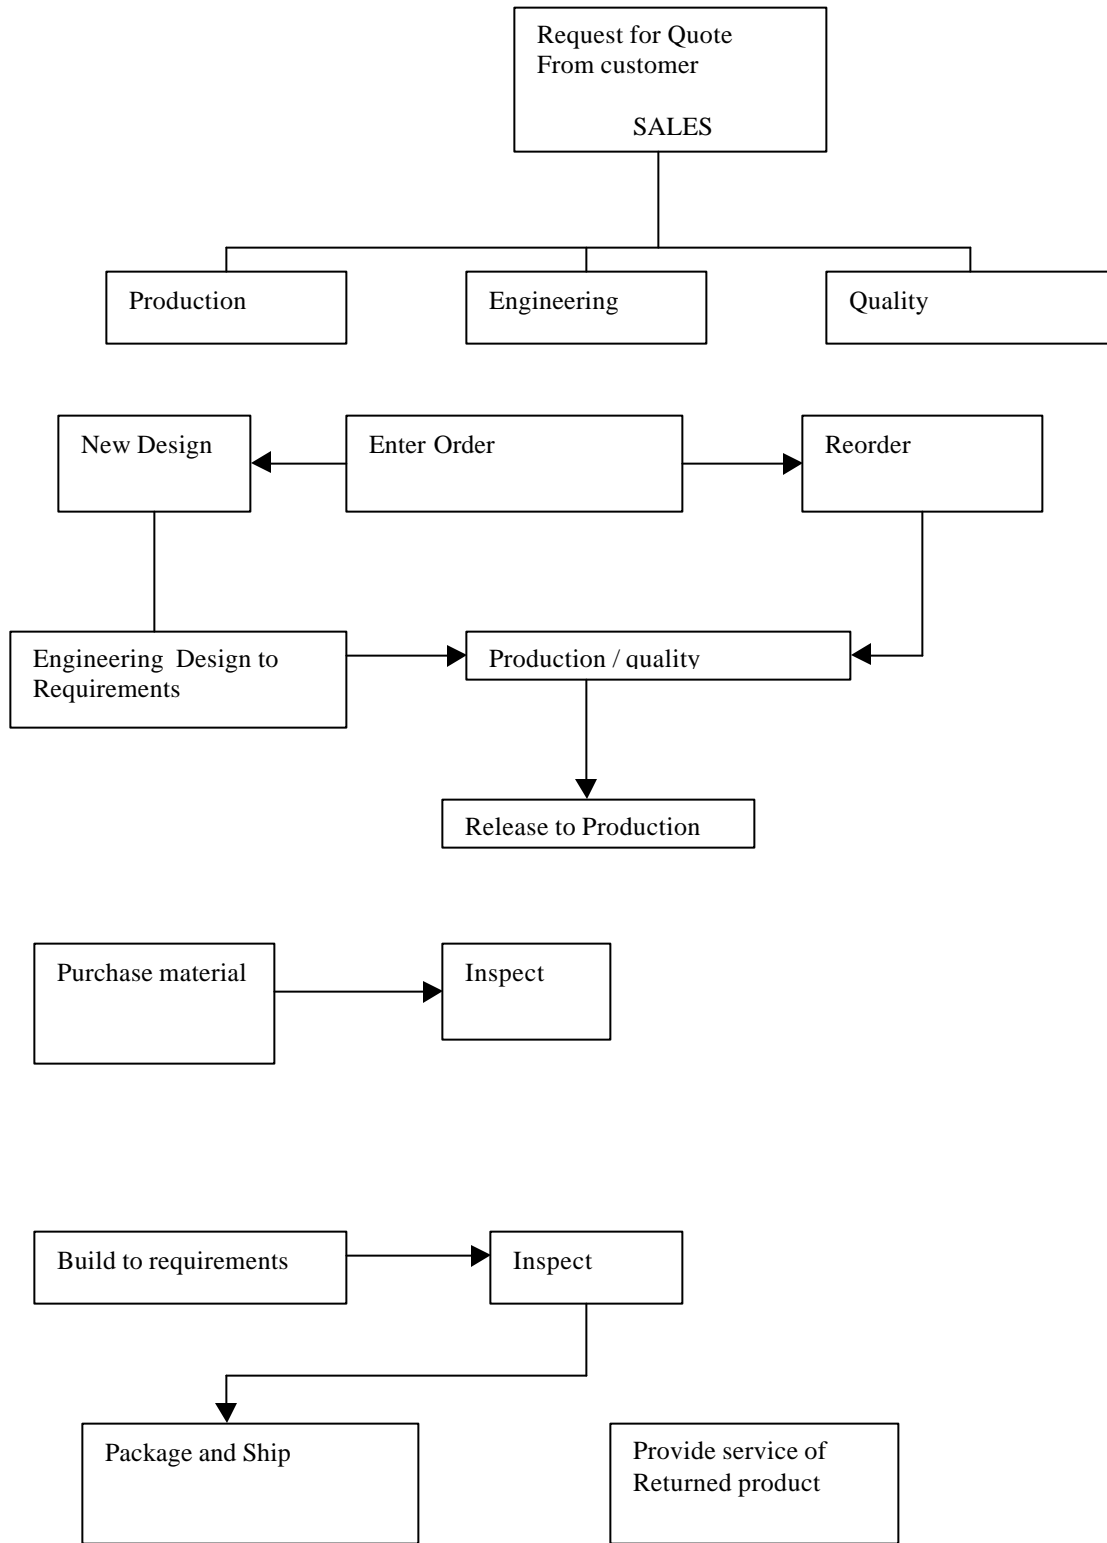 Request for Quote
From customer
SALES
Production
Engineering
Quality
New Design
Enter Order
Reorder
Engineering Design to
Requirements
Production / quality
Release to Production
Purchase material
Inspect
Build to requirements
Inspect
Package and Ship
Provide service of
Returned product